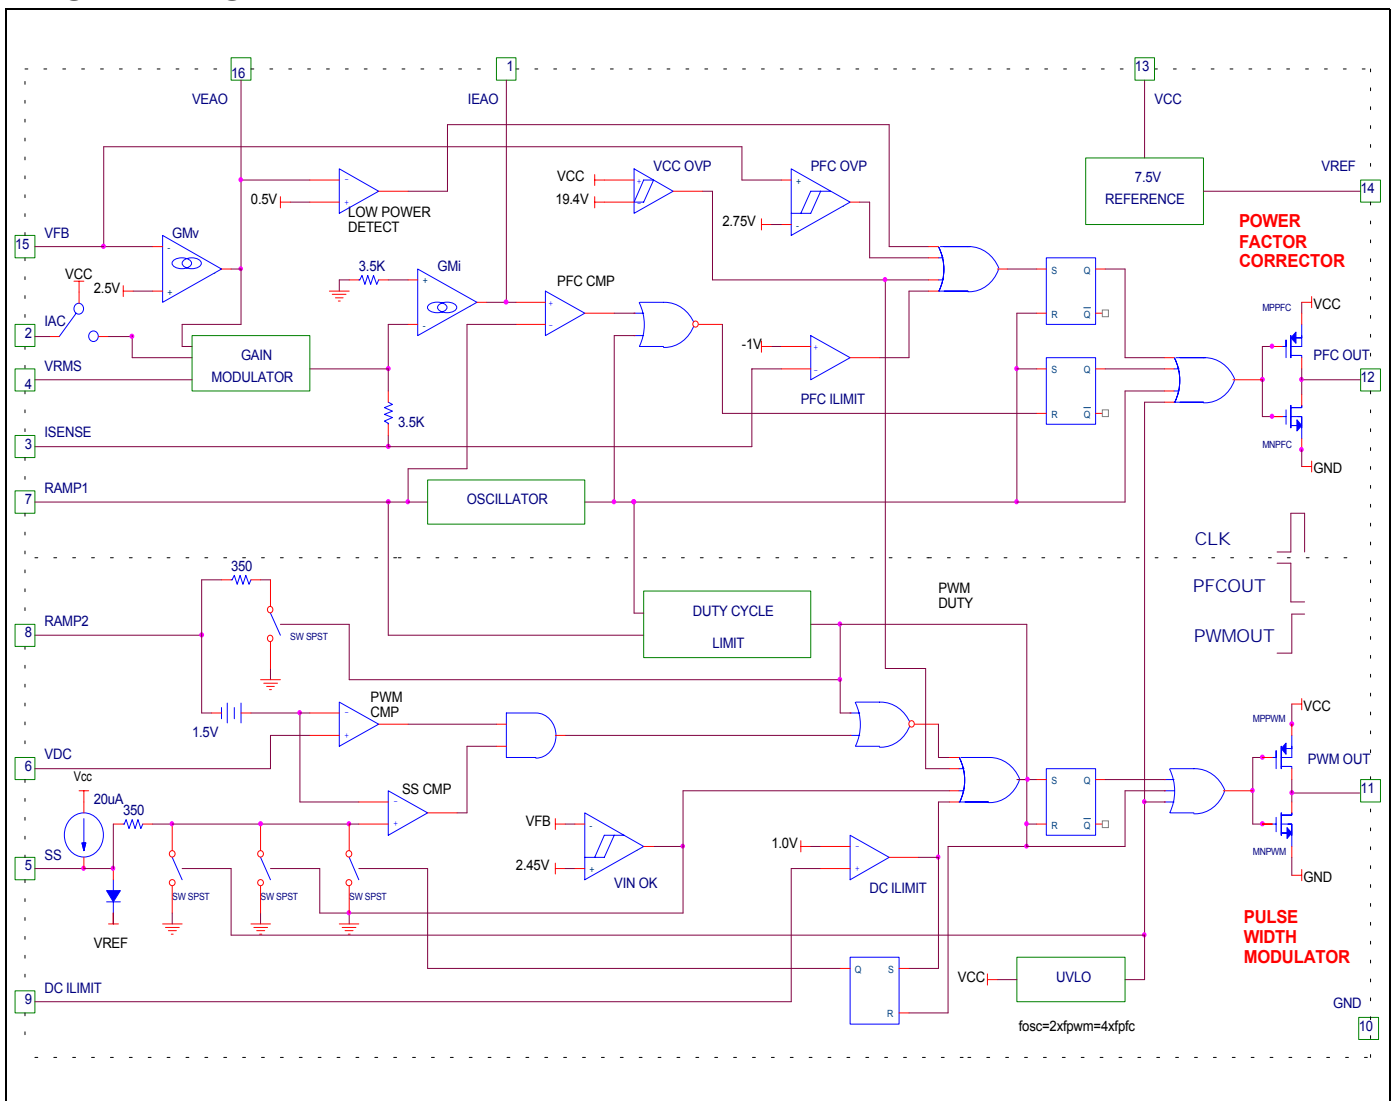 16
1
13
VEAO
IEAO
VCC
VCC OVP
PFC OVP
VREF
VCC
7.5V
REFERENCE
14
0.5V
19.4V
LOW POWER
DETECT
2.75V
POWER
FACTOR
CORRECTOR
15
VFB
GMv
VCC
2.5V
3.5K
GMi
PFC CMP
S Q
R Q
MPPFC
VCC
2
IAC
GAIN
MODULATOR
-1V
PFC OUT
4
VRMS
S Q
12
PFC ILIMIT
3.5K
R Q
3
ISENSE
MNPFC
GND
7
RAMP1
OSCILLATOR
CLK
350
PWM
DUTY
PFCOUT
8
RAMP2
SW SPST
DUTY CYCLE
LIMIT
PWMOUT
PWM
CMP
1.5V
VCC
MPPWM
6
VDC
PWM OUT
Vcc
20uA
350
SS CMP
S Q
R Q
11
VFB
1.0V
5
SS
2.45V
VIN OK
DC ILIMIT
MNPWM
GND
SW SPST
SW SPST
SW SPST
VREF
PULSE
WIDTH
MODULATOR
Q S
R
VCC
UVLO
9
DC ILIMIT
GND
10
fosc=2xfpwm=4xfpfc